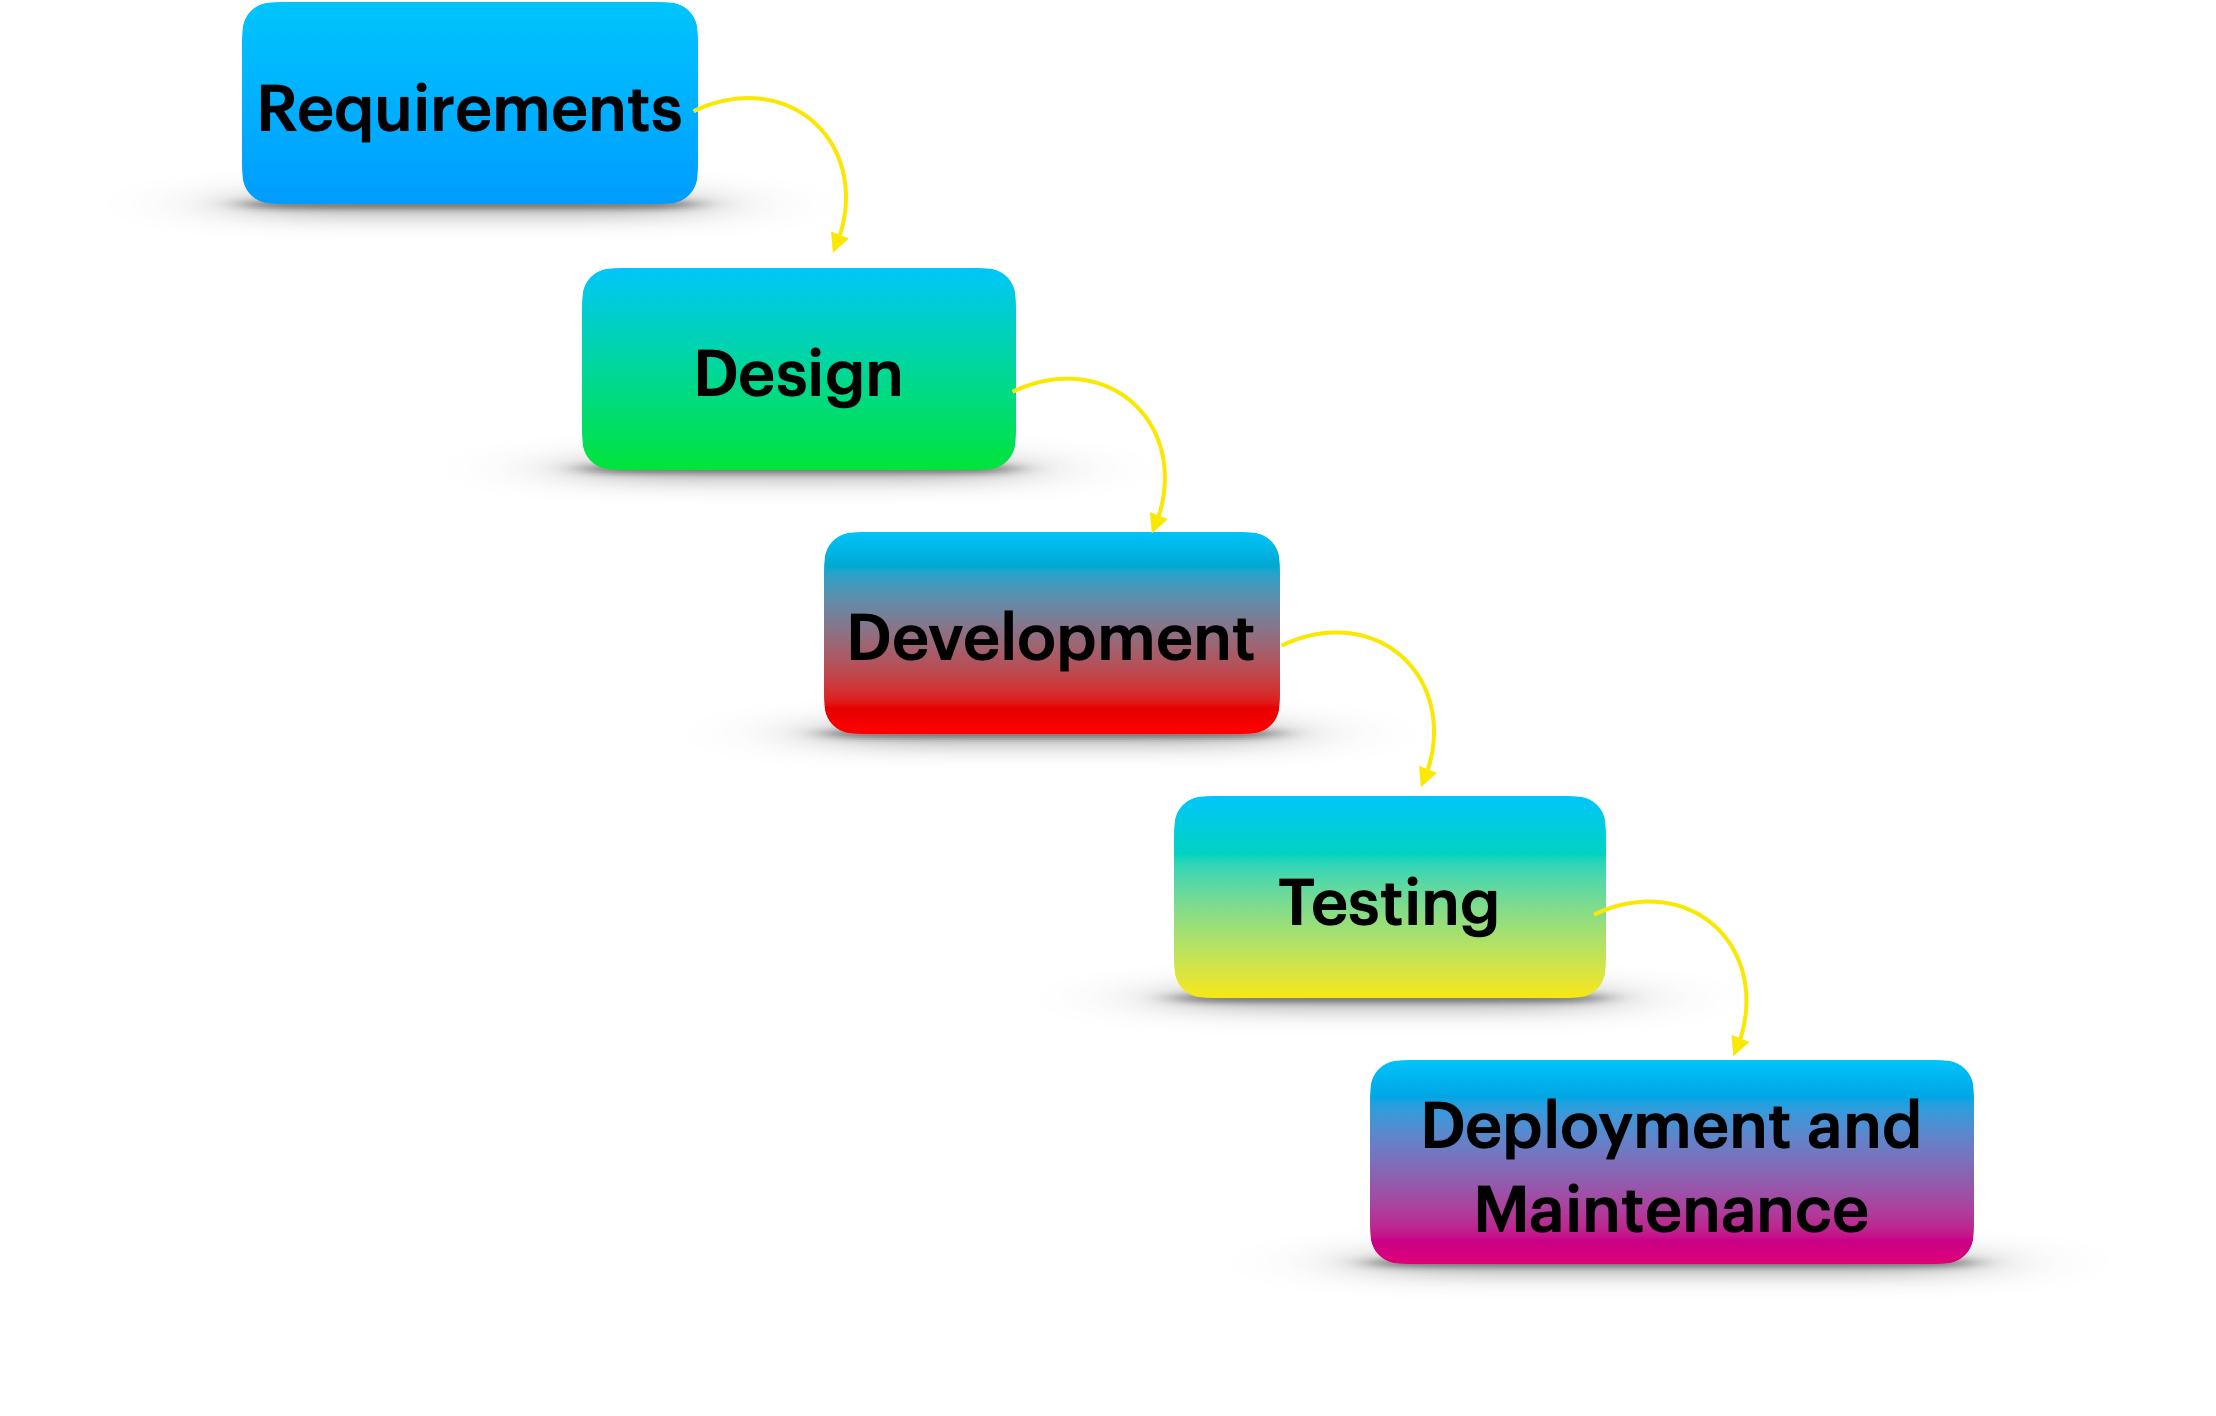 Requirements
Design
Development
Testing
Deployment and
Maintenance